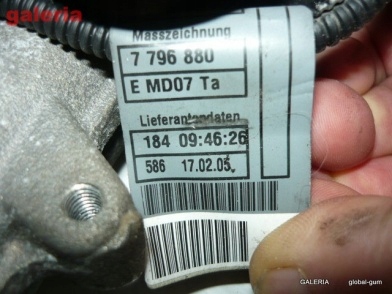 galeria
Masszeichnung
7 796 880
E MD07 Ta
Lieferantendaten
184 09:46:26
586 17.02.05
GALERIA global-gum